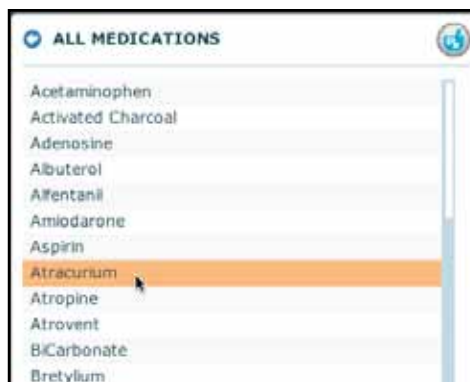 ALL MEDICATIONS
Acetaminophen
Activated Charcoal
Adenosine
Albuterol
Alfentanil
Amiodarone
Aspirin
Atracurium
Atropine
Atrovent
BiCarbonate
Bretylium